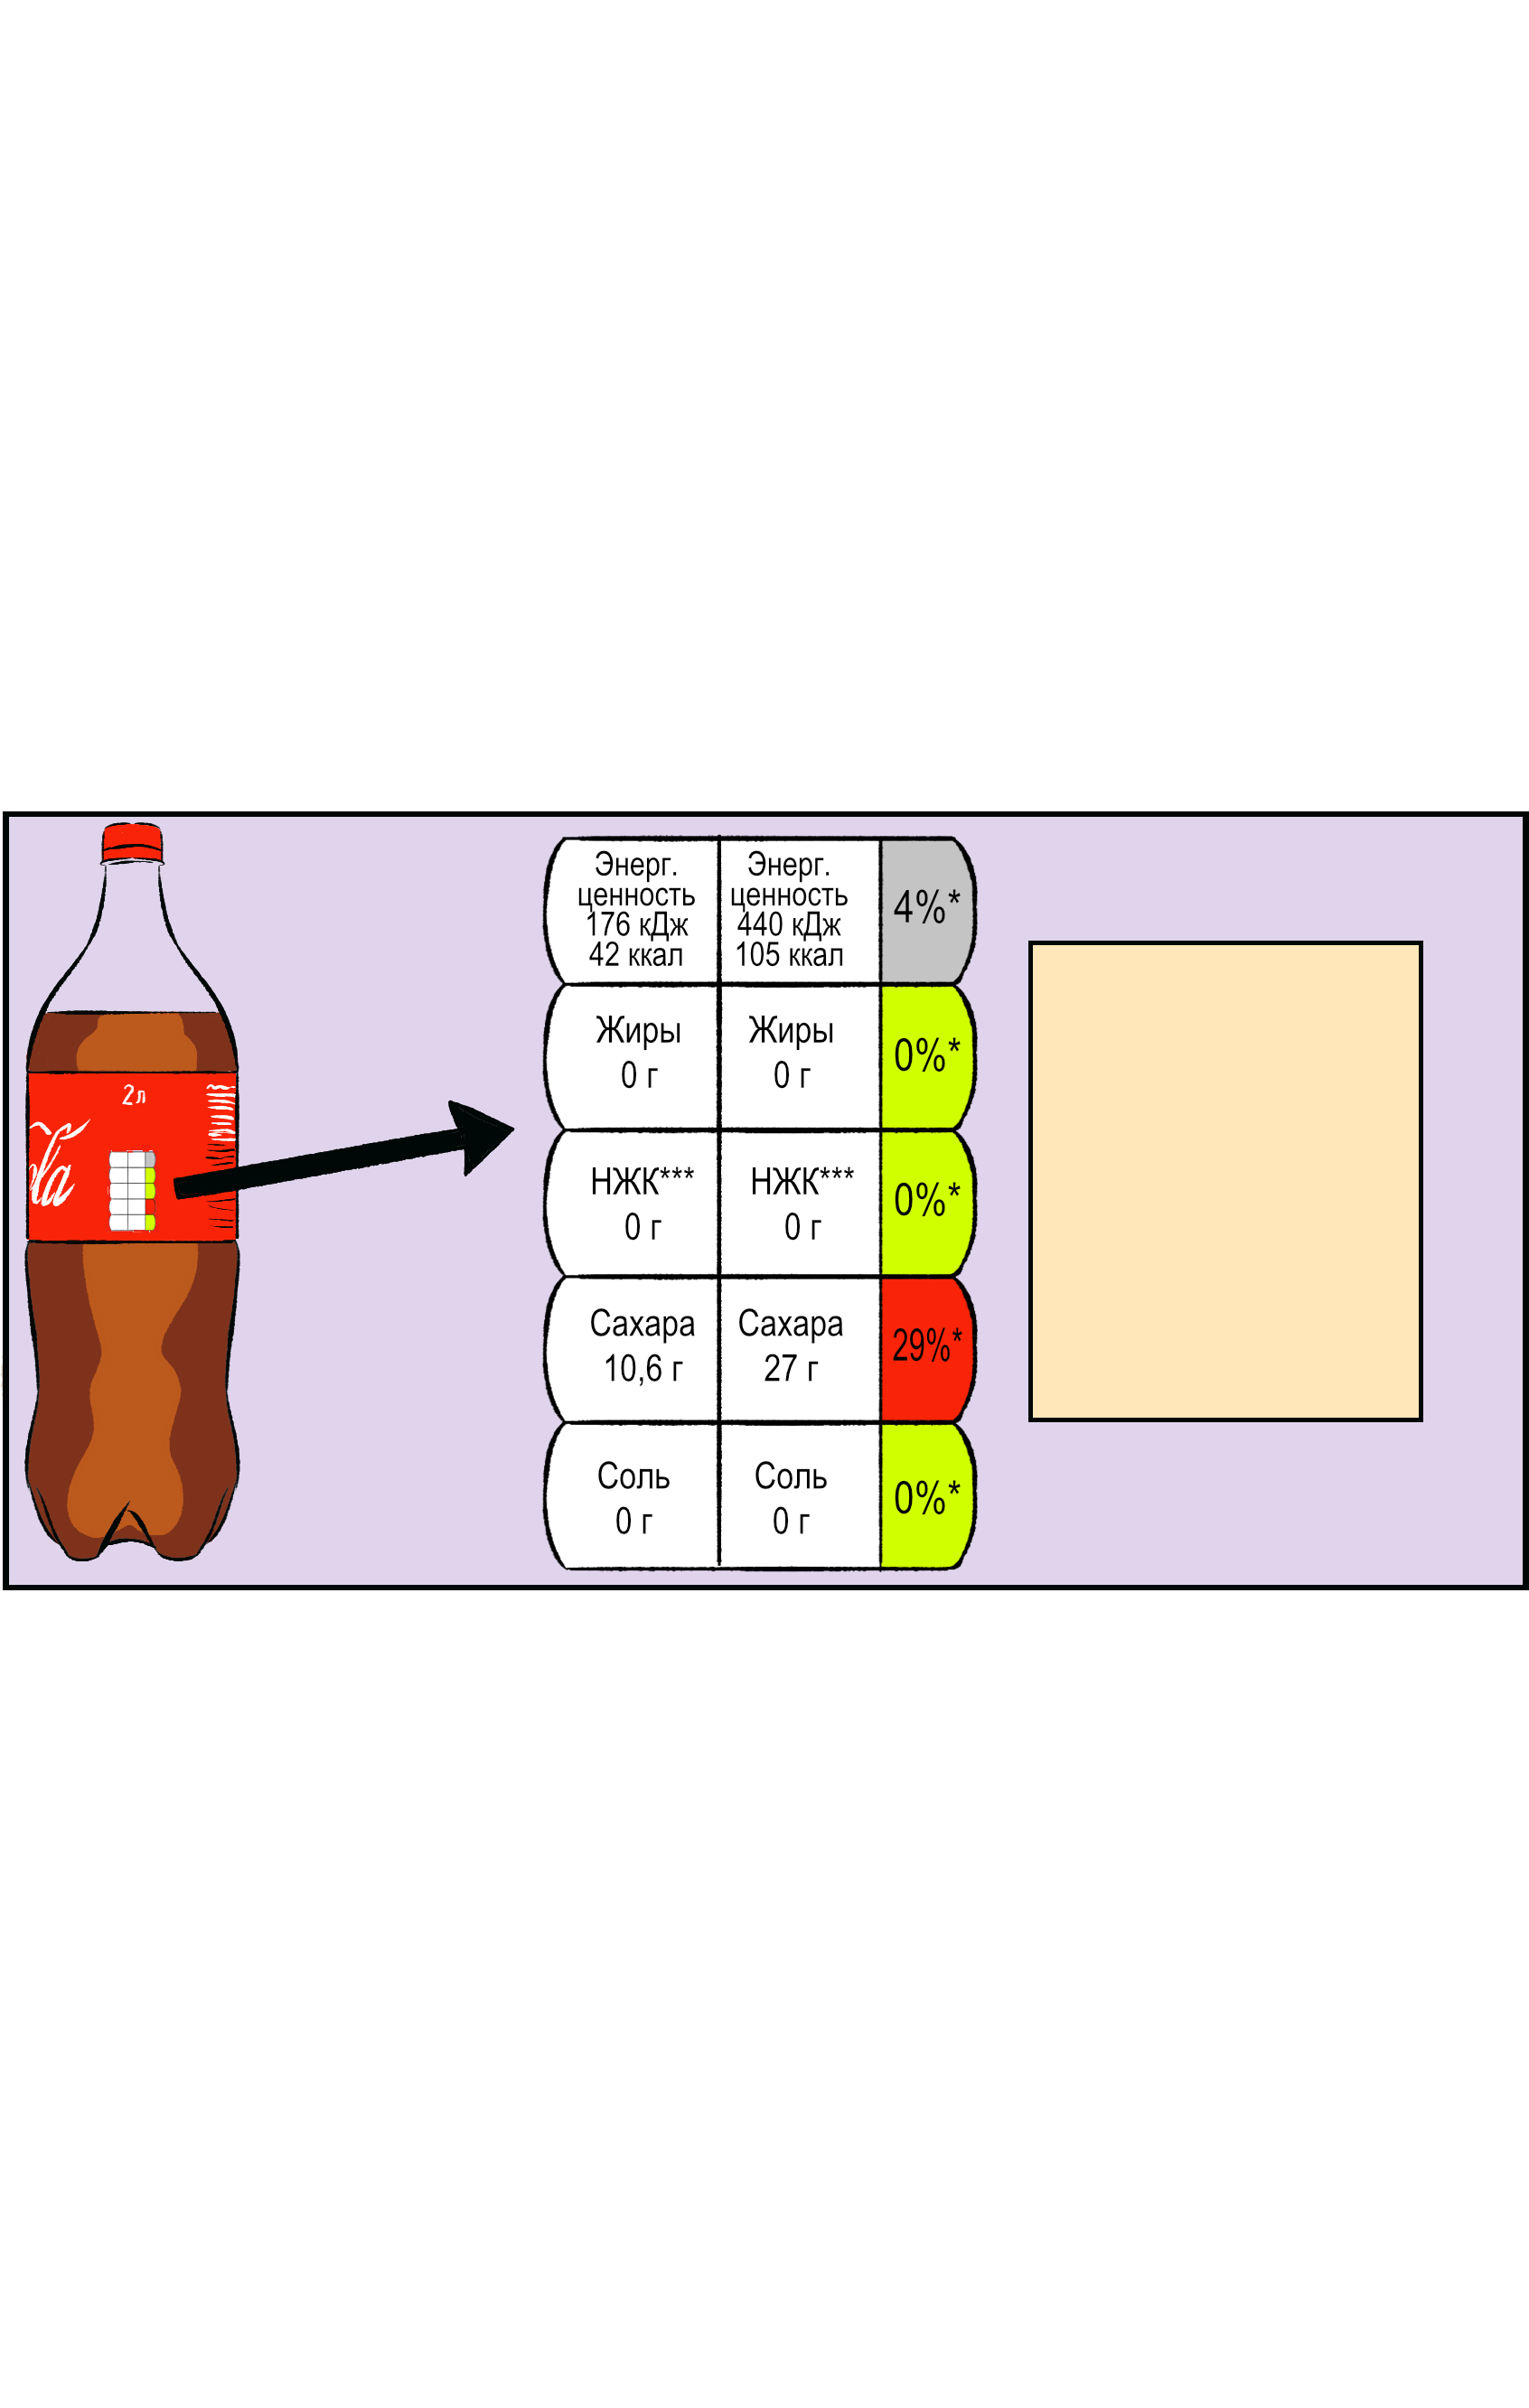 2л
la
Энерг.
ценность
176 кДж
42 ккал
Энерг.
ценность
440 кДж
105 ккал
4%*
Жиры
0 г
Жиры
0 г
0%*
НЖК***
0 г
НЖК***
0 г
0%*
Сахара
10,6 г
Сахара
27 г
29%*
Соль
0 г
Соль
0 г
0%*